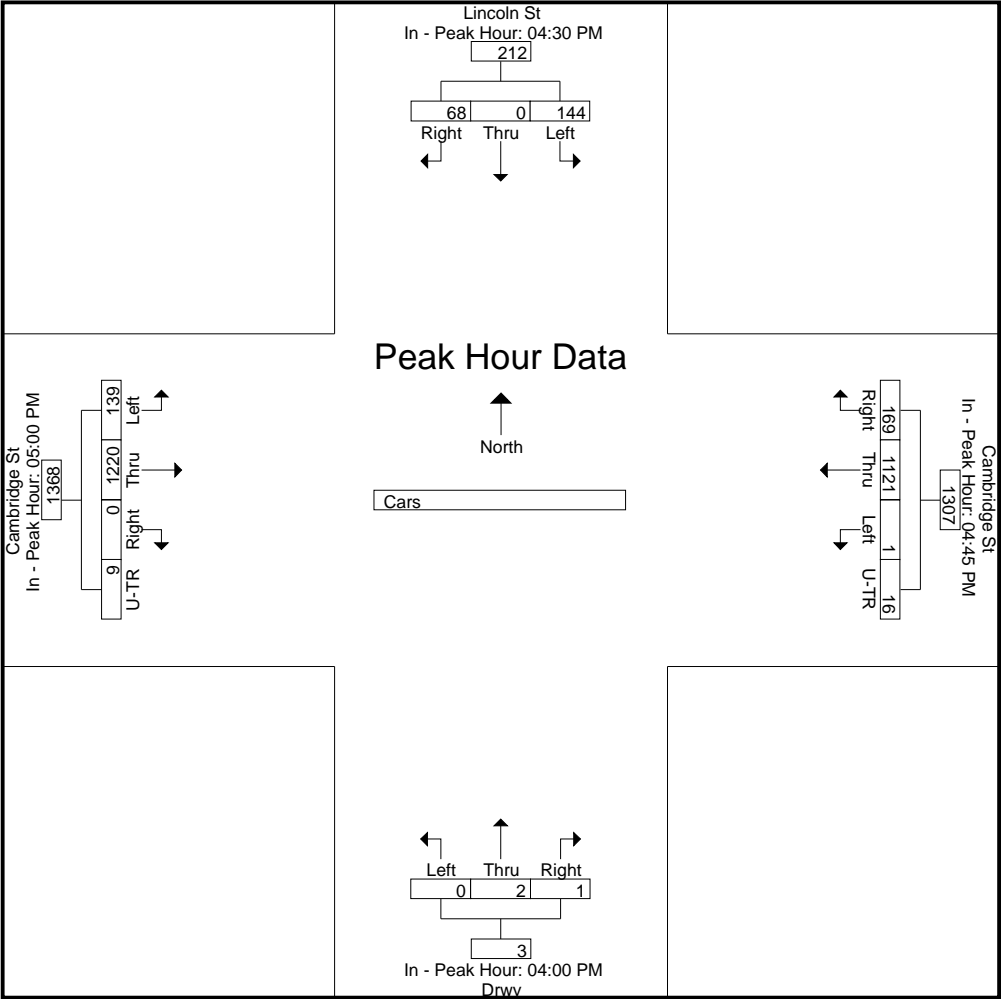 Lincoln St
In - Peak Hour: 04:30 PM
212
68 0 144
Right Thru Left
Peak Hour Data
North
Cars
Cambridge St
In - Peak Hour: 05:00 PM
1368
139 1220 0 9
Left Thru Right U-TR
Cambridge St
In - Peak Hour: 04:45 PM
1307
169 1121 1 16
Right Thru Left U-TR
Left Thru Right
0 2 1
3
In - Peak Hour: 04:00 PM
Drwy